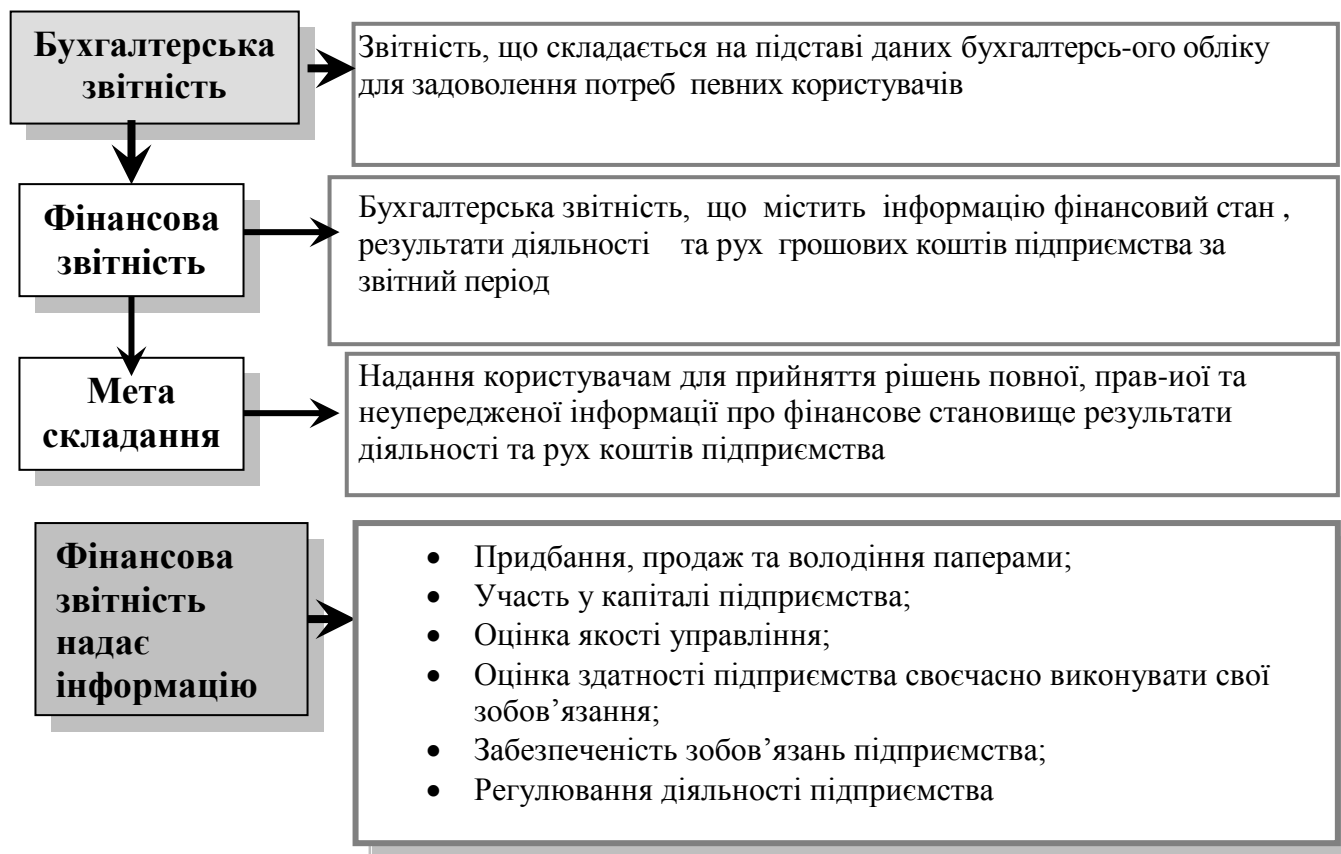 Бухгалтерська
звітність
Звітність, що складається на підставі даних бухгалтерсь-ого обліку
для задоволення потреб певних користувачів
Фінансова
звітність
Бухгалтерська звітність, що містить інформацію фінансовий стан ,
результати діяльності та рух грошових коштів підприємства за
звітний період
Мета
складання
Надання користувачам для прийняття рішень повної, прав-иої та
неупередженої інформації про фінансове становище результати
діяльності та рух коштів підприємства
Фінансова
звітність
надає
інформацію
• Придбання, продаж та володіння паперами;
• Участь у капіталі підприємства;
• Оцінка якості управління;
• Оцінка здатності підприємства своєчасно виконувати свої
зобов’язання;
• Забезпеченість зобов’язань підприємства;
• Регулювання діяльності підприємства